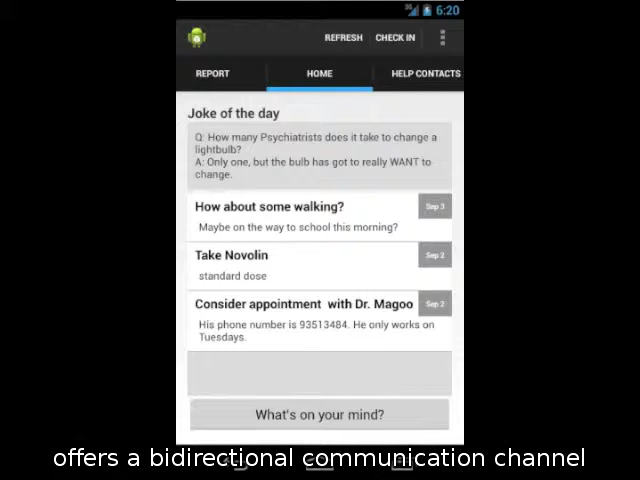 3G 6:20
REFRESH CHECK IN
REPORT HOME HELP CONTACTS
Joke of the day
Q: How many Psychiatrists does it take to change a
lightbulb?
A: Only one, but the bulb has got to really WANT to
change.
How about some walking? Sep 3
Maybe on the way to school this morning?
Take Novolin Sep 2
standard dose
Consider appointment with Dr. Magoo Sep 2
His phone number is 93513484. He only works on
Tuesdays.
What's on your mind?
offers a bidirectional communication channel